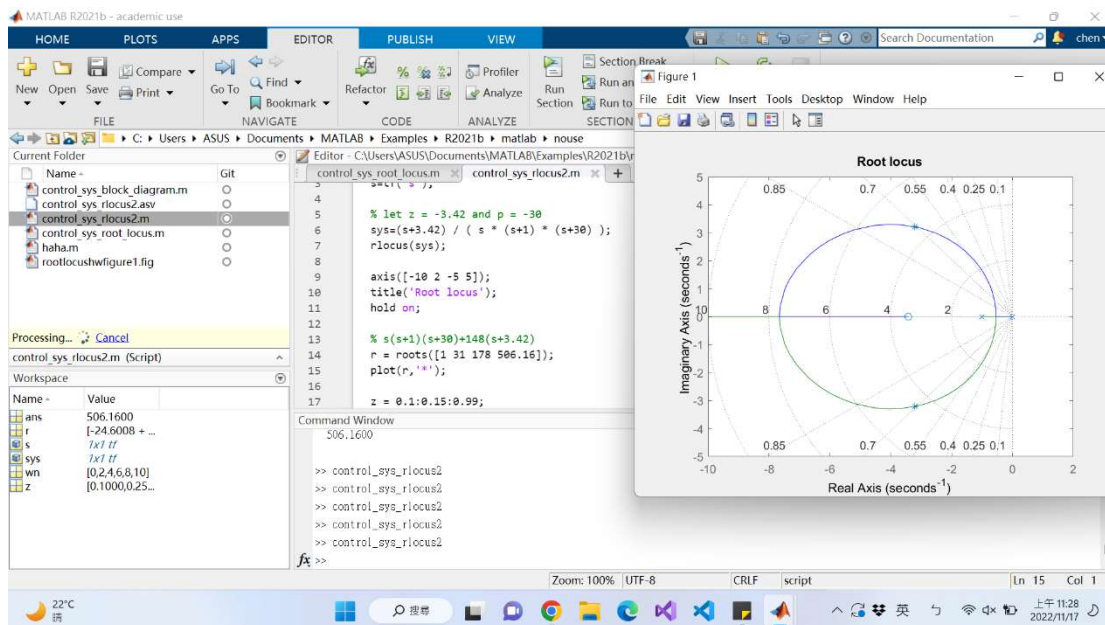 MATLAB R2021b - academic use
HOME PLOTS APPS EDITOR PUBLISH VIEW
Search Documentation
chen
New Open Save Compare Print
Go To Find Bookmark
Refactor
Profiler Analyze
Run Section
Section Break
Run an
Run to
FILE NAVIGATE CODE ANALYZE SECTION
C: Users ASUS Documents MATLAB Examples R2021b matlab nouse
Current Folder
Name Git
control_sys_block_diagram.m
control_sys_rlocus2.asv
control_sys_rlocus2.m
control_sys_root_locus.m
haha.m
rootlocushwfigure1.fig
Processing... Cancel
control_sys_rlocus2.m (Script)
Workspace
Name Value
ans 506.1600
r [-24.6008 + ...
s 1x1 tf
sys 1x1 tf
wn [0,2,4,6,8,10]
z [0.1000,0.25...
Editor - C:\Users\ASUS\Documents\MATLAB\Examples\R2021b\
control_sys_root_locus.m control_sys_rlocus2.m +
3 s=tf('s');
4
5 % let z = -3.42 and p = -30
6 sys=(s+3.42) / ( s * (s+1) * (s+30) );
7 rlocus(sys);
8
9 axis([-10 2 -5 5]);
10 title('Root locus');
11 hold on;
12
13 % s(s+1)(s+30)+148(s+3.42)
14 r = roots([1 31 178 506.16]);
15 plot(r,'*');
16
17 z = 0.1:0.15:0.99;
Command Window
506.1600
>> control_sys_rlocus2
>> control_sys_rlocus2
>> control_sys_rlocus2
>> control_sys_rlocus2
>> control_sys_rlocus2
fx >>
Figure 1
File Edit View Insert Tools Desktop Window Help
Root locus
0.85 0.7 0.55 0.4 0.25 0.1
10 8 6 4 2
0.85 0.7 0.55 0.4 0.25 0.1
5
4
3
2
1
0
-1
-2
-3
-4
-5
Imaginary Axis (seconds-1)
-10 -8 -6 -4 -2 0 2
Real Axis (seconds-1)
Zoom: 100% UTF-8 CRLF script Ln 15 Col 1
22°C
晴
搜尋
英
上午 11:28
2022/11/17